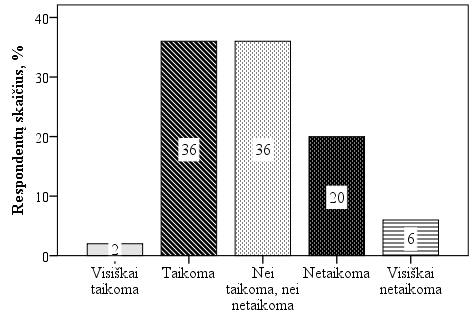 Respondentų skaičius, %
40
30
20
10
0
2
36
36
20
6
Visiškai
taikoma
Taikoma
Nei
taikoma, nei
netaikoma
Netaikoma
Visiškai
netaikoma